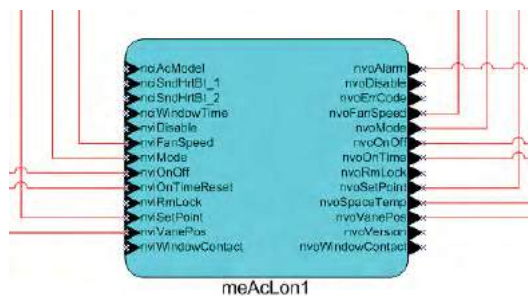 nciAcModel
nciSndHrtBt_1
nciSndHrtBt_2
nciWindowTime
nviDisable
nviFanSpeed
nviMode
nviOnOff
nviOnTimeReset
nviRmLock
nviSetPoint
nviVanePos
nviWindowContact
nvoAlarm
nvoDisable
nvoErrCode
nvoFanSpeed
nvoMode
nvoOnOff
nvoOnTime
nvoRmLock
nvoSetPoint
nvoSpaceTemp
nvoVanePos
nvoVersion
nvoWindowContact
meAcLon1